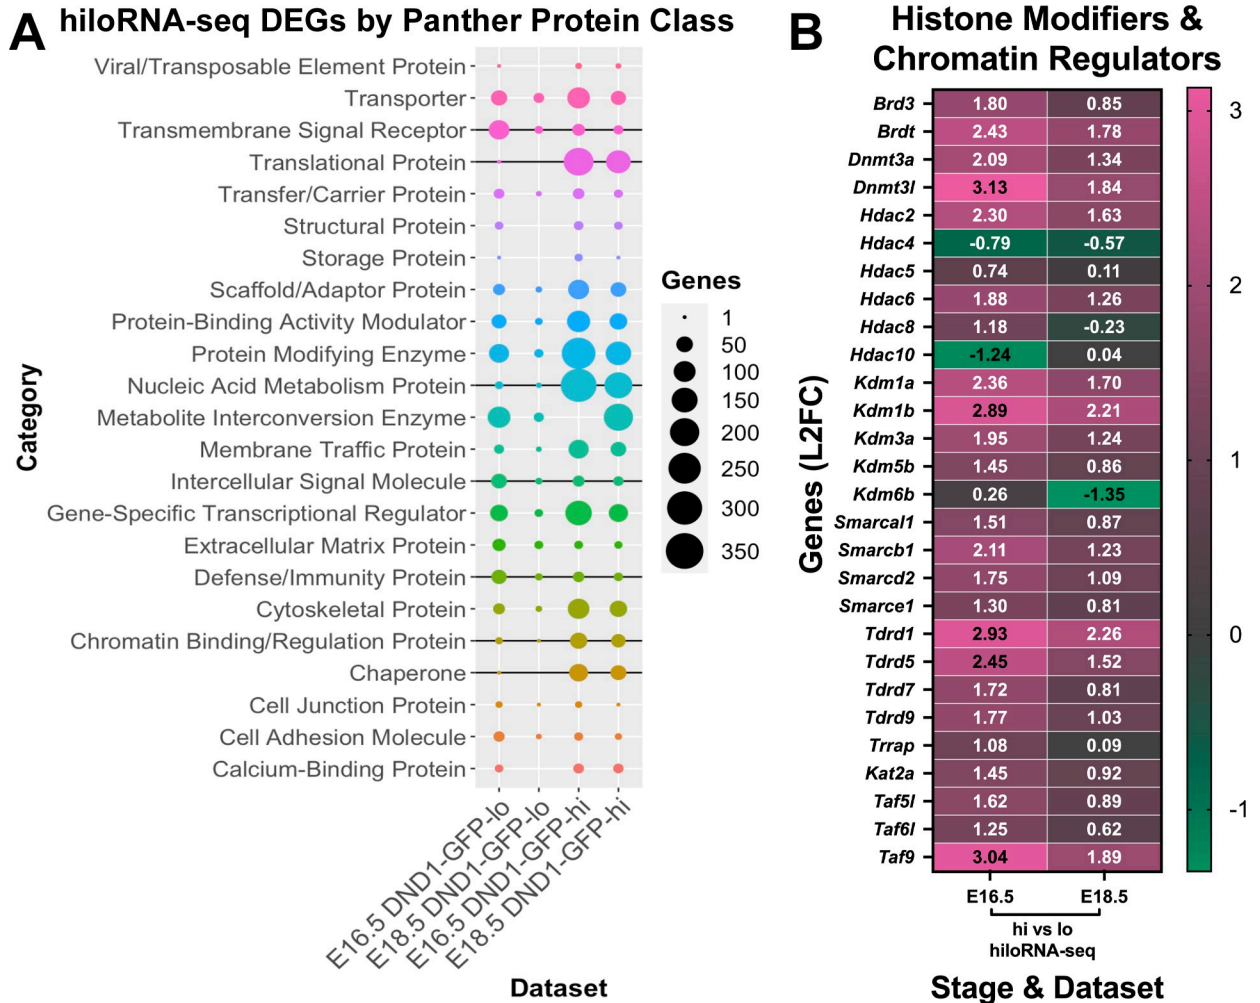 A
hiloRNA-seq DEGs by Panther Protein Class
Viral/Transposable Element Protein
Transporter
Transmembrane Signal Receptor
Translational Protein
Transfer/Carrier Protein
Structural Protein
Storage Protein
Scaffold/Adaptor Protein
Protein-Binding Activity Modulator
Protein Modifying Enzyme
Nucleic Acid Metabolism Protein
Metabolite Interconversion Enzyme
Membrane Traffic Protein
Intercellular Signal Molecule
Gene-Specific Transcriptional Regulator
Extracellular Matrix Protein
Defense/Immunity Protein
Cytoskeletal Protein
Chromatin Binding/Regulation Protein
Chaperone
Cell Junction Protein
Cell Adhesion Molecule
Calcium-Binding Protein
Category
E16.5 DND1-GFP-lo
E18.5 DND1-GFP-lo
E16.5 DND1-GFP-hi
E18.5 DND1-GFP-hi
Dataset
Genes
1
50
100
150
200
250
300
350
B
Histone Modifiers &
Chromatin Regulators
Genes (L2FC)
Brd3 1.80 0.85
Brdt 2.43 1.78
Dnmt3a 2.09 1.34
Dnmt3l 3.13 1.84
Hdac2 2.30 1.63
Hdac4 -0.79 -0.57
Hdac5 0.74 0.11
Hdac6 1.88 1.26
Hdac8 1.18 -0.23
Hdac10 -1.24 0.04
Kdm1a 2.36 1.70
Kdm1b 2.89 2.21
Kdm3a 1.95 1.24
Kdm5b 1.45 0.86
Kdm6b 0.26 -1.35
Smarcal1 1.51 0.87
Smarcb1 2.11 1.23
Smarcd2 1.75 1.09
Smarce1 1.30 0.81
Tdrd1 2.93 2.26
Tdrd5 2.45 1.52
Tdrd7 1.72 0.81
Tdrd9 1.77 1.03
Trrap 1.08 0.09
Kat2a 1.45 0.92
Taf5l 1.62 0.89
Taf6l 1.25 0.62
Taf9 3.04 1.89
E16.5 E18.5
hi vs lo
hiloRNA-seq
Stage & Dataset
3
2
1
0
-1